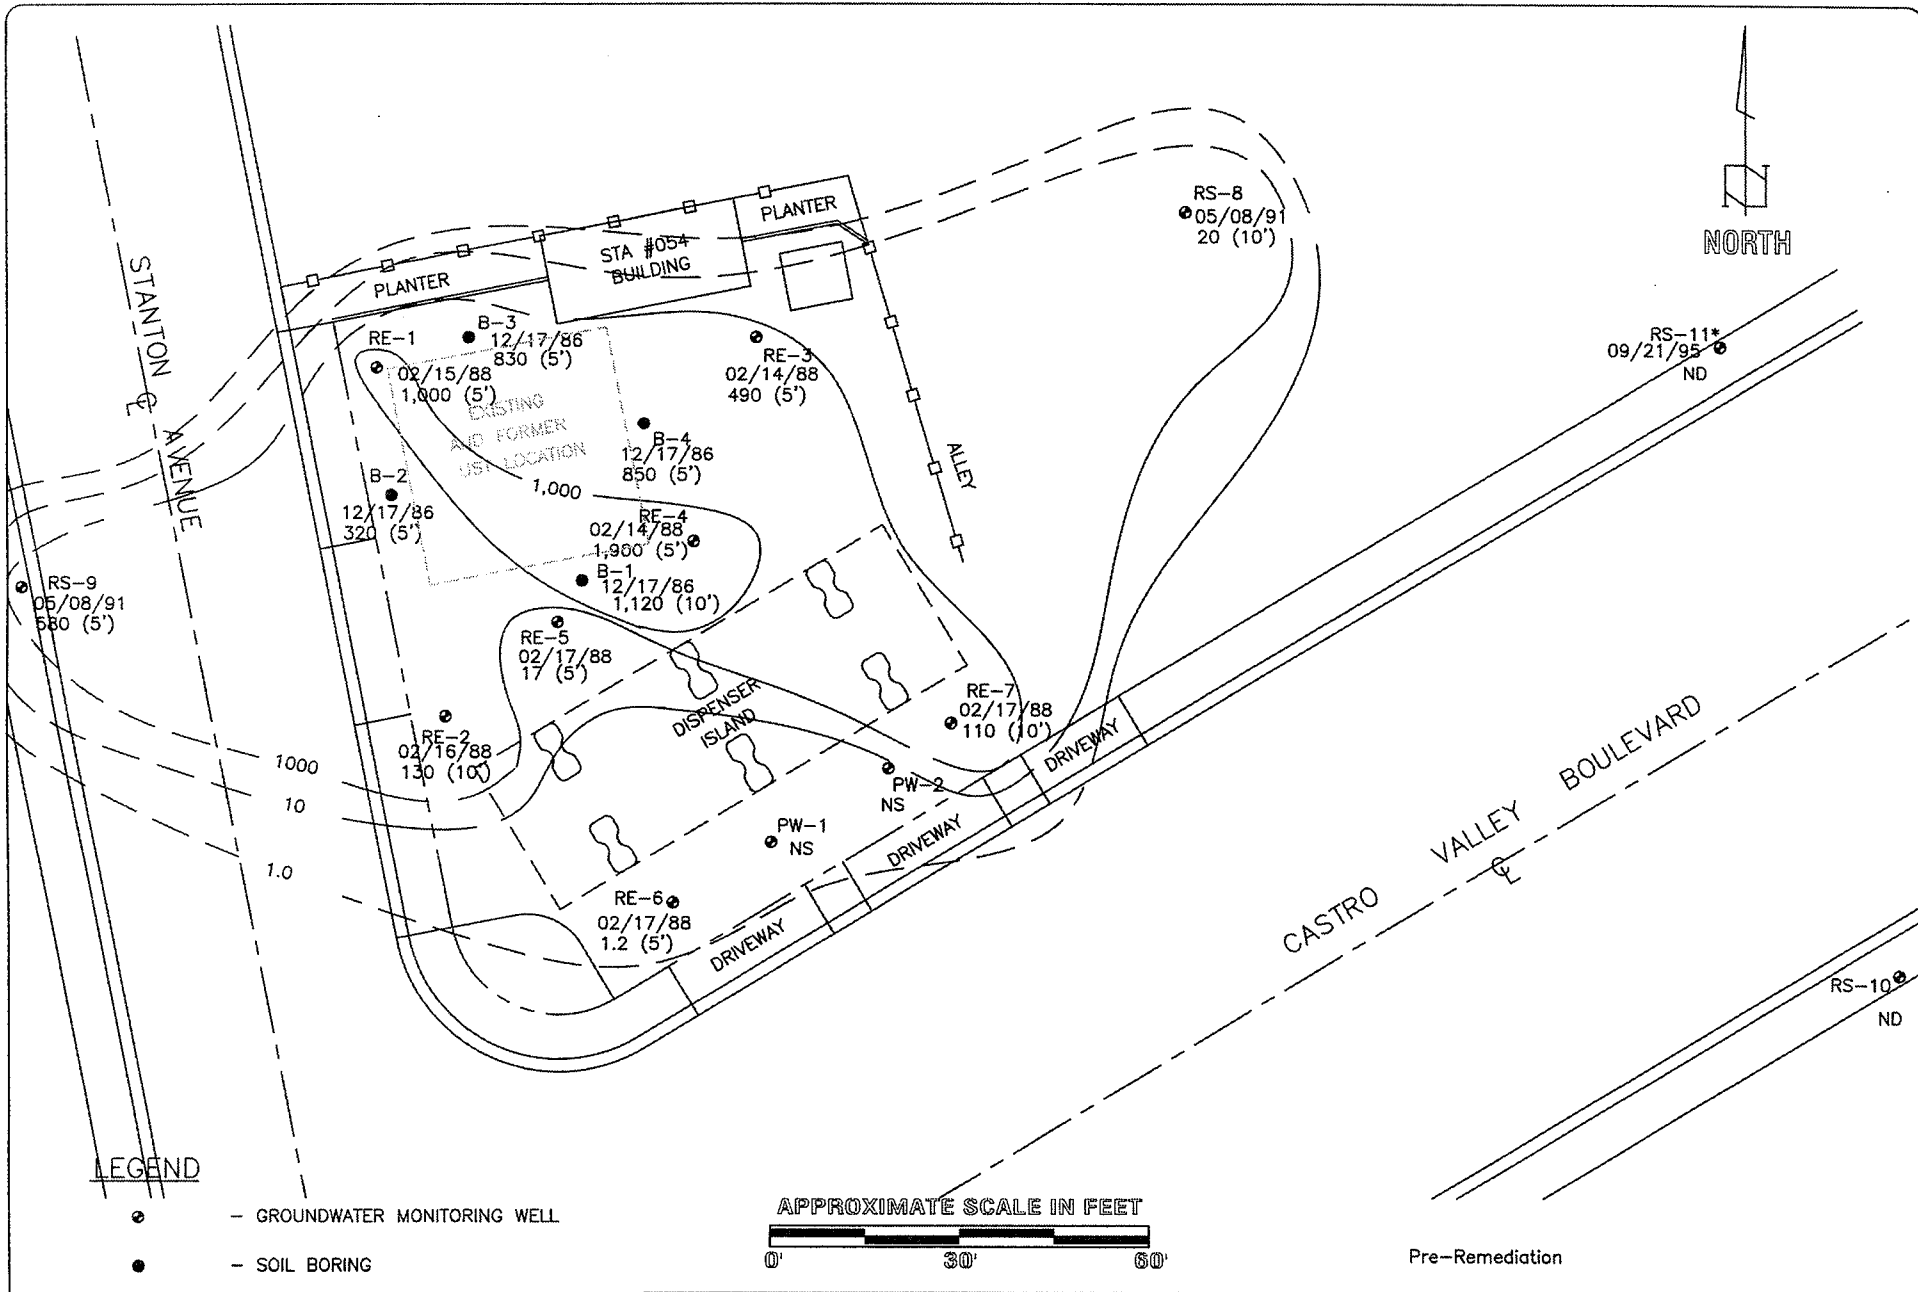 STANTON ℄ AVENUE
PLANTER
STA #054
BUILDING
PLANTER
RS-8
05/08/91
20 (10')
NORTH
RS-11*
09/21/95
ND
RE-1
02/15/88
1,000 (5')
B-3
12/17/86
830 (5')
RE-3
02/14/88
490 (5')
EXISTING
AND FORMER
UST LOCATION
B-4
12/17/86
850 (5')
ALLEY
B-2
12/17/86
320 (5')
1,000
RE-4
02/14/88
1,900 (5')
B-1
12/17/86
1,120 (10')
RS-9
05/08/91
580 (5')
RE-5
02/17/88
17 (5')
DISPENSER
ISLAND
RE-7
02/17/88
110 (10')
RE-2
02/16/88
130 (10')
1000
10
1.0
DRIVEWAY
PW-2
NS
PW-1
NS
DRIVEWAY
RE-6
02/17/88
1.2 (5')
DRIVEWAY
CASTRO VALLEY ℄ BOULEVARD
RS-10
ND
LEGEND
- GROUNDWATER MONITORING WELL
- SOIL BORING
APPROXIMATE SCALE IN FEET
0' 30' 60'
Pre-Remediation